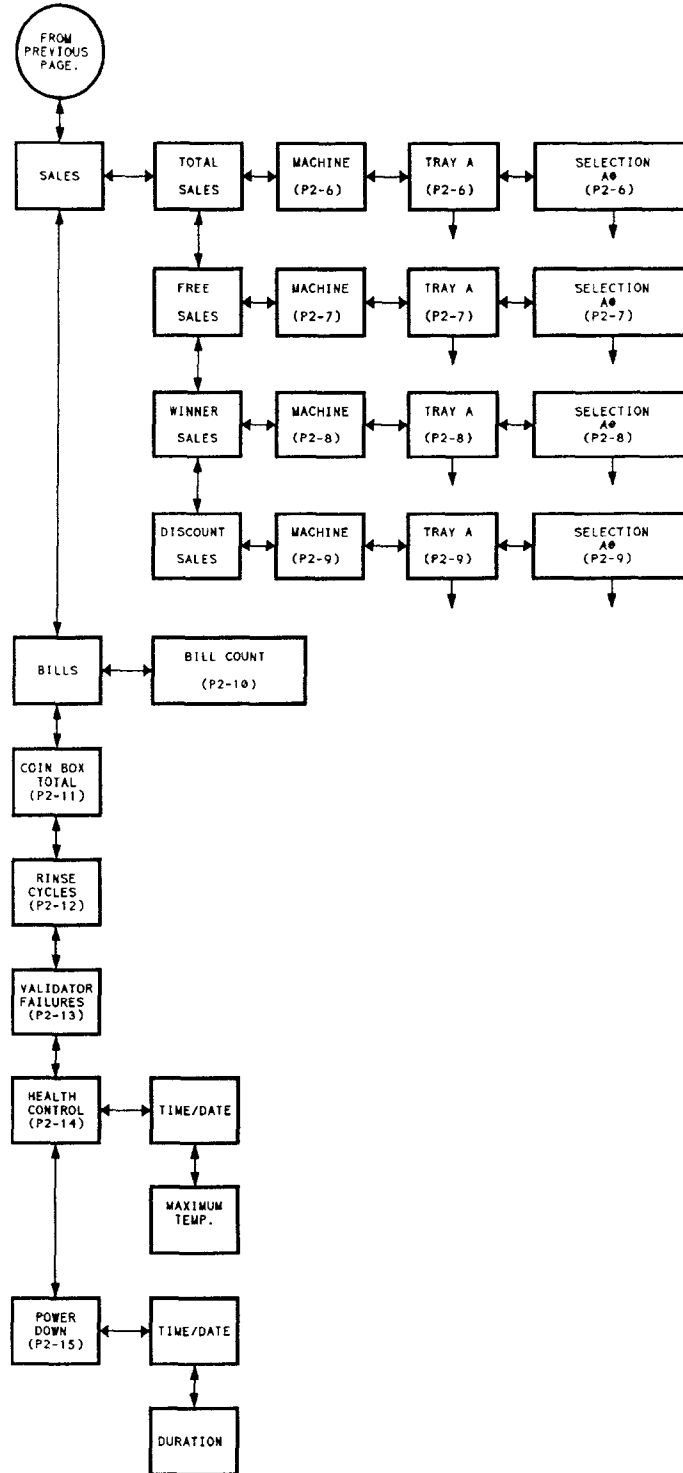 FROM
PREVIOUS
PAGE.
SALES
TOTAL
SALES
MACHINE
(P2-6)
TRAY A
(P2-6)
SELECTION
A0
(P2-6)
FREE
SALES
MACHINE
(P2-7)
TRAY A
(P2-7)
SELECTION
A0
(P2-7)
WINNER
SALES
MACHINE
(P2-8)
TRAY A
(P2-8)
SELECTION
A0
(P2-8)
DISCOUNT
SALES
MACHINE
(P2-9)
TRAY A
(P2-9)
SELECTION
A0
(P2-9)
BILLS
BILL COUNT
(P2-10)
COIN BOX
TOTAL
(P2-11)
RINSE
CYCLES
(P2-12)
VALIDATOR
FAILURES
(P2-13)
HEALTH
CONTROL
(P2-14)
TIME/DATE
MAXIMUM
TEMP.
POWER
DOWN
(P2-15)
TIME/DATE
DURATION